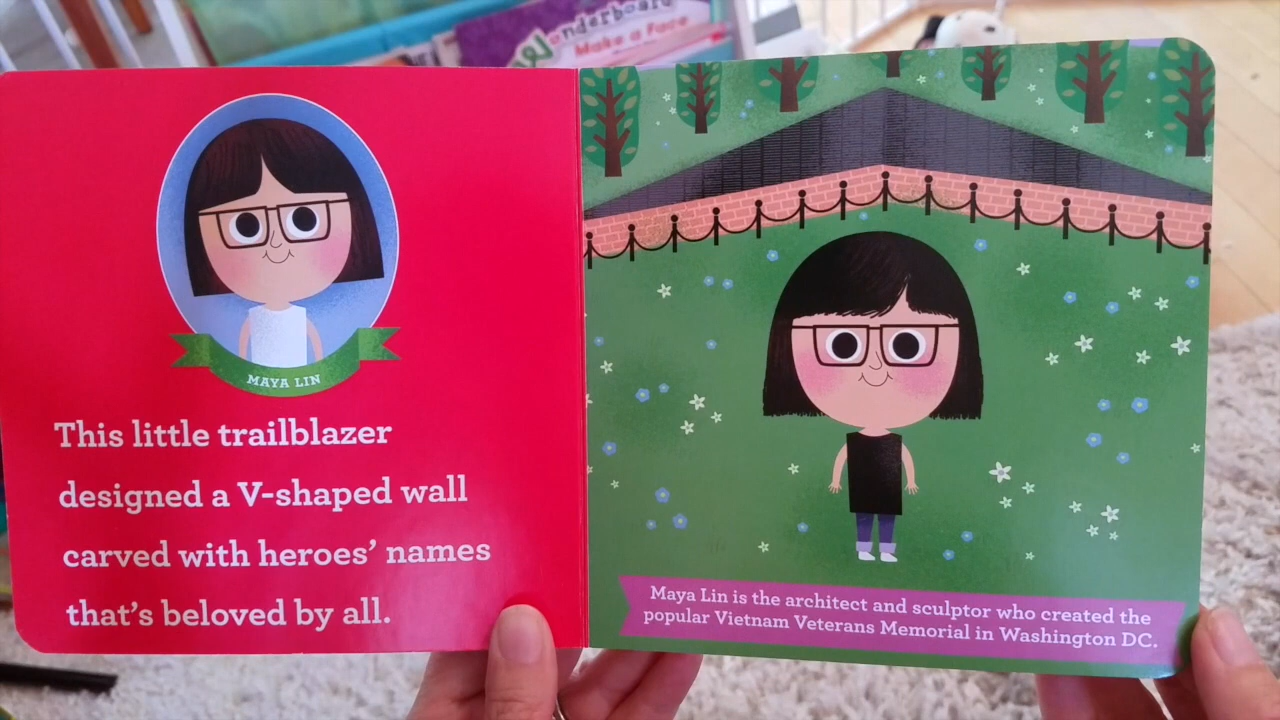 Wonderboard
Make a Face
MAYA LIN
This little trailblazer
designed a V-shaped wall
carved with heroes’ names
that’s beloved by all.
Maya Lin is the architect and sculptor who created the
popular Vietnam Veterans Memorial in Washington DC.